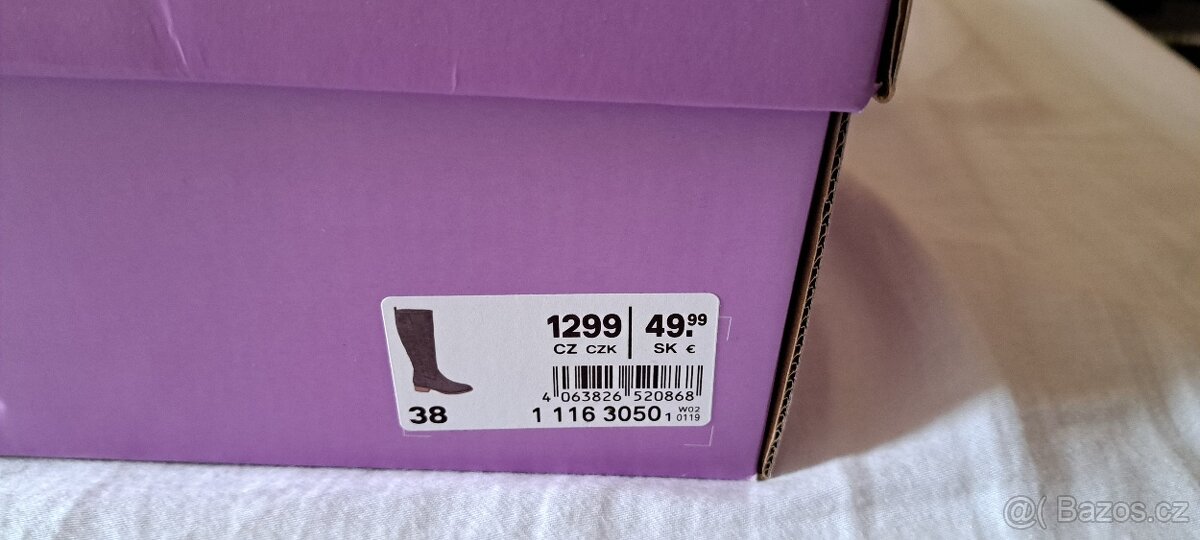 1299 49.99
CZ CZK SK €
4 063826 520868
38 1 116 3050 1 W02 0119
@( Bazos.cz